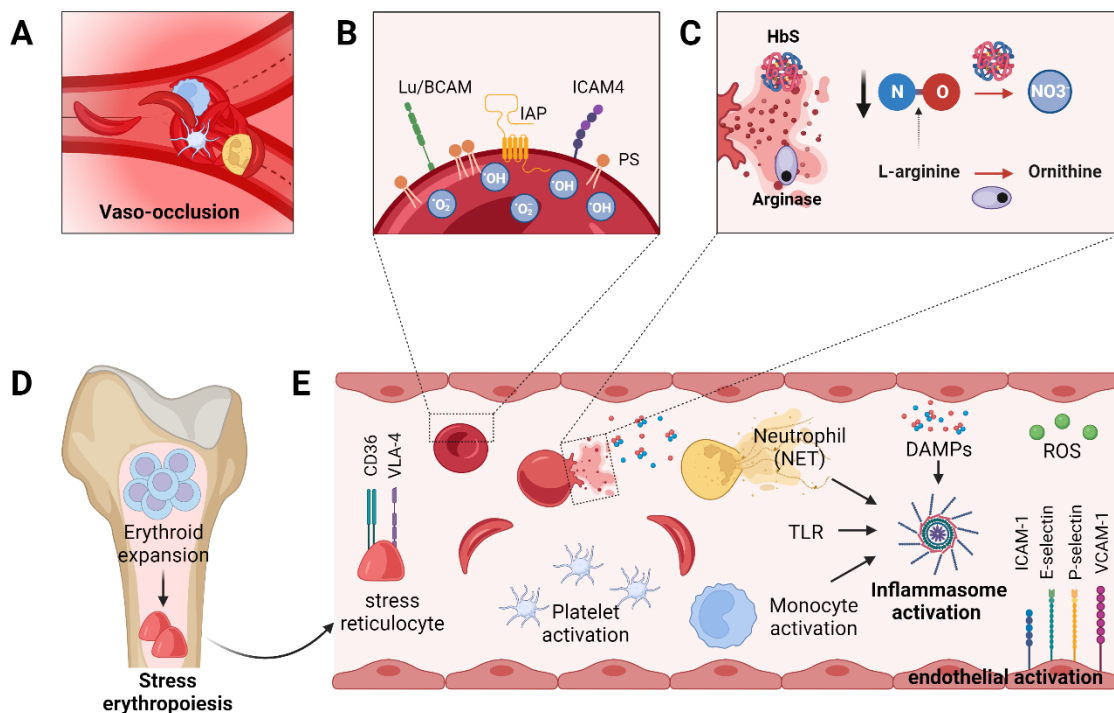 A
Vaso-occlusion
B
Lu/BCAM
IAP
ICAM4
PS
•OH
•OH
•O₂⁻
•O₂⁻
•OH
C
HbS
N
O
NO3⁻
L-arginine
Ornithine
Arginase
D
Erythroid
expansion
Stress
erythropoiesis
E
CD36
VLA-4
stress
reticulocyte
Platelet
activation
Neutrophil
(NET)
TLR
Monocyte
activation
DAMPs
Inflammasome
activation
ROS
ICAM-1
E-selectin
P-selectin
VCAM-1
endothelial activation